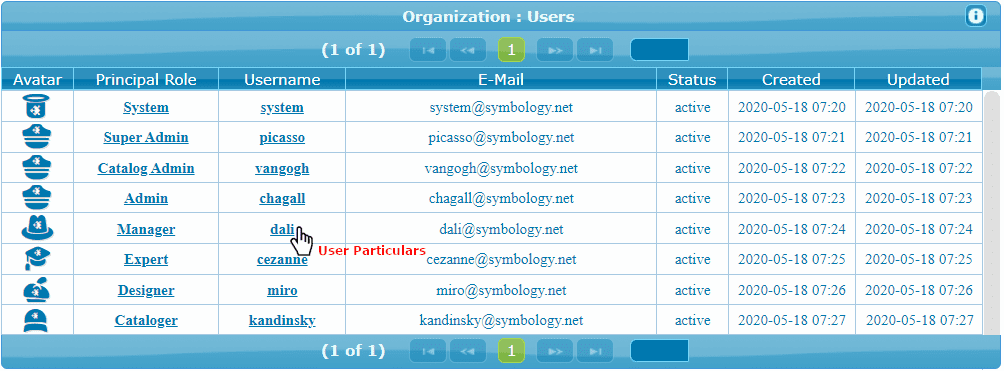 Organization : Users
(1 of 1) 1
Avatar Principal Role Username E-Mail Status Created Updated
System system system@symbology.net active 2020-05-18 07:20 2020-05-18 07:20
Super Admin picasso picasso@symbology.net active 2020-05-18 07:21 2020-05-18 07:21
Catalog Admin vangogh vangogh@symbology.net active 2020-05-18 07:22 2020-05-18 07:22
Admin chagall chagall@symbology.net active 2020-05-18 07:23 2020-05-18 07:23
Manager dali dali@symbology.net active 2020-05-18 07:24 2020-05-18 07:24
User Particulars
Expert cezanne cezanne@symbology.net active 2020-05-18 07:25 2020-05-18 07:25
Designer miro miro@symbology.net active 2020-05-18 07:26 2020-05-18 07:26
Cataloger kandinsky kandinsky@symbology.net active 2020-05-18 07:27 2020-05-18 07:27
(1 of 1) 1